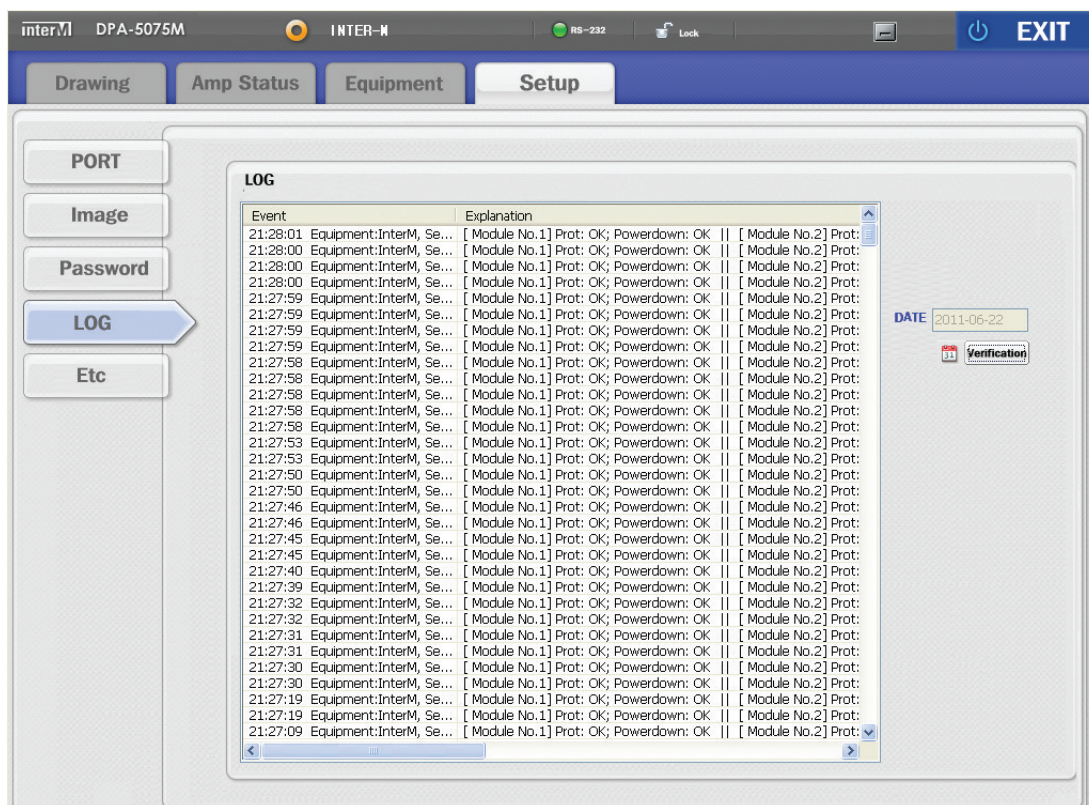 interM DPA-5075M INTER-M RS-232 Lock EXIT
Drawing Amp Status Equipment Setup
PORT
Image
Password
LOG
Etc
LOG
Event Explanation
21:28:01 Equipment:InterM, Se... [ Module No.1] Prot: OK; Powerdown: OK || [ Module No.2] Prot:
21:28:00 Equipment:InterM, Se... [ Module No.1] Prot: OK; Powerdown: OK || [ Module No.2] Prot:
21:28:00 Equipment:InterM, Se... [ Module No.1] Prot: OK; Powerdown: OK || [ Module No.2] Prot:
21:28:00 Equipment:InterM, Se... [ Module No.1] Prot: OK; Powerdown: OK || [ Module No.2] Prot:
21:27:59 Equipment:InterM, Se... [ Module No.1] Prot: OK; Powerdown: OK || [ Module No.2] Prot:
21:27:59 Equipment:InterM, Se... [ Module No.1] Prot: OK; Powerdown: OK || [ Module No.2] Prot:
21:27:59 Equipment:InterM, Se... [ Module No.1] Prot: OK; Powerdown: OK || [ Module No.2] Prot:
21:27:59 Equipment:InterM, Se... [ Module No.1] Prot: OK; Powerdown: OK || [ Module No.2] Prot:
21:27:58 Equipment:InterM, Se... [ Module No.1] Prot: OK; Powerdown: OK || [ Module No.2] Prot:
21:27:58 Equipment:InterM, Se... [ Module No.1] Prot: OK; Powerdown: OK || [ Module No.2] Prot:
21:27:58 Equipment:InterM, Se... [ Module No.1] Prot: OK; Powerdown: OK || [ Module No.2] Prot:
21:27:58 Equipment:InterM, Se... [ Module No.1] Prot: OK; Powerdown: OK || [ Module No.2] Prot:
21:27:58 Equipment:InterM, Se... [ Module No.1] Prot: OK; Powerdown: OK || [ Module No.2] Prot:
21:27:53 Equipment:InterM, Se... [ Module No.1] Prot: OK; Powerdown: OK || [ Module No.2] Prot:
21:27:53 Equipment:InterM, Se... [ Module No.1] Prot: OK; Powerdown: OK || [ Module No.2] Prot:
21:27:50 Equipment:InterM, Se... [ Module No.1] Prot: OK; Powerdown: OK || [ Module No.2] Prot:
21:27:50 Equipment:InterM, Se... [ Module No.1] Prot: OK; Powerdown: OK || [ Module No.2] Prot:
21:27:46 Equipment:InterM, Se... [ Module No.1] Prot: OK; Powerdown: OK || [ Module No.2] Prot:
21:27:46 Equipment:InterM, Se... [ Module No.1] Prot: OK; Powerdown: OK || [ Module No.2] Prot:
21:27:45 Equipment:InterM, Se... [ Module No.1] Prot: OK; Powerdown: OK || [ Module No.2] Prot:
21:27:45 Equipment:InterM, Se... [ Module No.1] Prot: OK; Powerdown: OK || [ Module No.2] Prot:
21:27:40 Equipment:InterM, Se... [ Module No.1] Prot: OK; Powerdown: OK || [ Module No.2] Prot:
21:27:39 Equipment:InterM, Se... [ Module No.1] Prot: OK; Powerdown: OK || [ Module No.2] Prot:
21:27:32 Equipment:InterM, Se... [ Module No.1] Prot: OK; Powerdown: OK || [ Module No.2] Prot:
21:27:32 Equipment:InterM, Se... [ Module No.1] Prot: OK; Powerdown: OK || [ Module No.2] Prot:
21:27:31 Equipment:InterM, Se... [ Module No.1] Prot: OK; Powerdown: OK || [ Module No.2] Prot:
21:27:31 Equipment:InterM, Se... [ Module No.1] Prot: OK; Powerdown: OK || [ Module No.2] Prot:
21:27:30 Equipment:InterM, Se... [ Module No.1] Prot: OK; Powerdown: OK || [ Module No.2] Prot:
21:27:30 Equipment:InterM, Se... [ Module No.1] Prot: OK; Powerdown: OK || [ Module No.2] Prot:
21:27:19 Equipment:InterM, Se... [ Module No.1] Prot: OK; Powerdown: OK || [ Module No.2] Prot:
21:27:19 Equipment:InterM, Se... [ Module No.1] Prot: OK; Powerdown: OK || [ Module No.2] Prot:
21:27:09 Equipment:InterM, Se... [ Module No.1] Prot: OK; Powerdown: OK || [ Module No.2] Prot:
DATE 2011-06-22
31 Verification